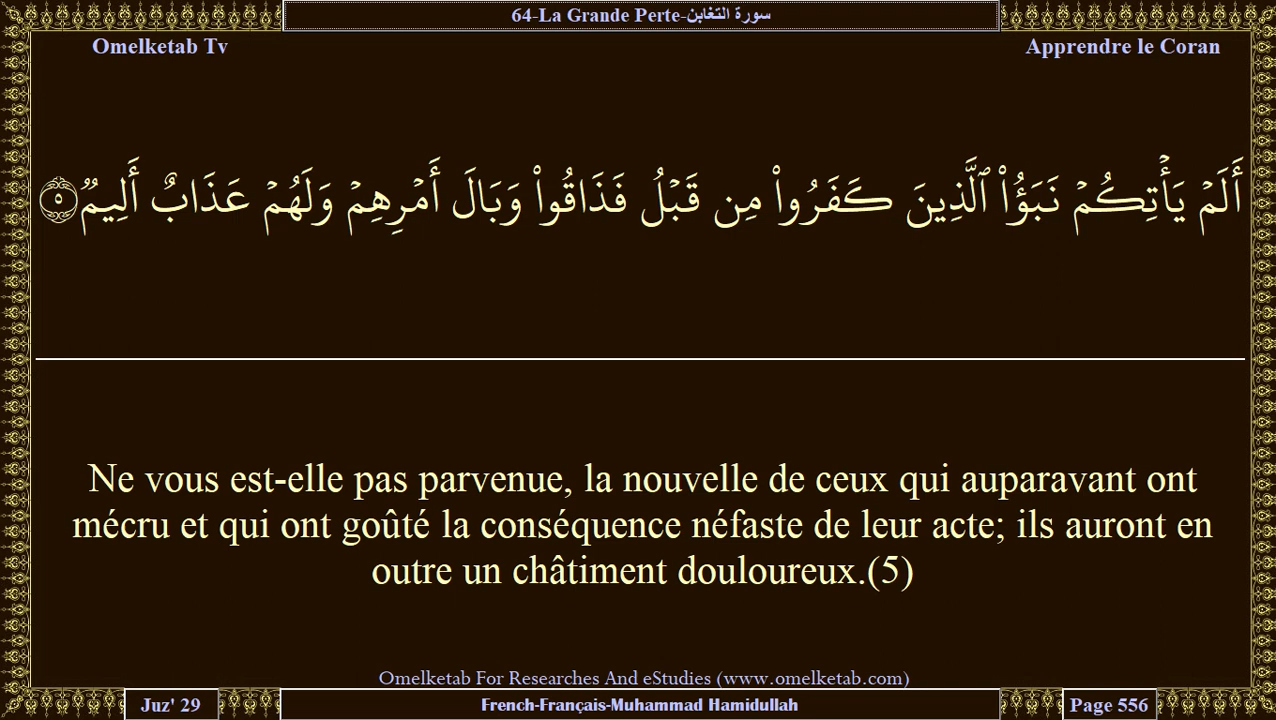 64-La Grande Perte-سورة التغابن
Omelketab Tv
Apprendre le Coran
أَلَمۡ يَأۡتِكُمۡ نَبَؤُاْ ٱلَّذِينَ كَفَرُواْ مِن قَبۡلُ فَذَاقُواْ وَبَالَ أَمۡرِهِمۡ وَلَهُمۡ عَذَابٌ أَلِيمٞ ٥
Ne vous est-elle pas parvenue, la nouvelle de ceux qui auparavant ont
mécru et qui ont goûté la conséquence néfaste de leur acte; ils auront en
outre un châtiment douloureux.(5)
Omelketab For Researches And eStudies (www.omelketab.com)
Juz' 29
French-Français-Muhammad Hamidullah
Page 556